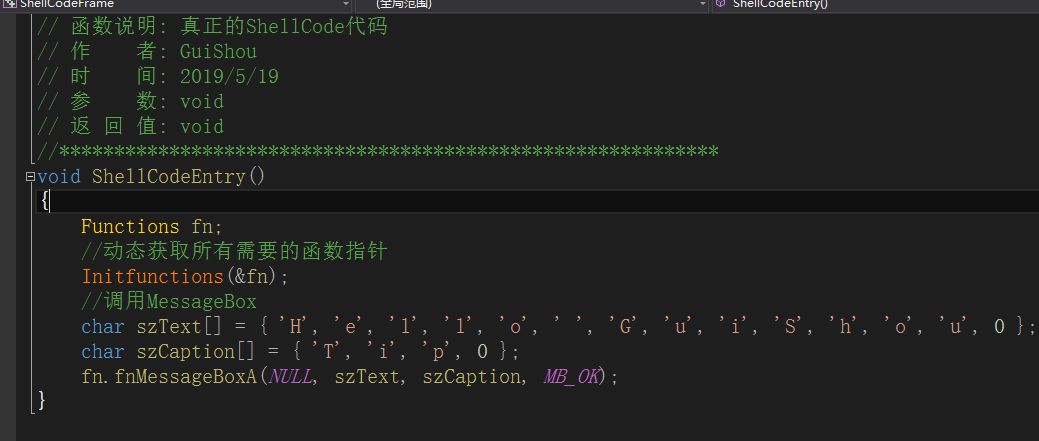 ShellCodeFrame (全局范围) ShellCodeEntry()
// 函数说明: 真正的ShellCode代码
// 作    者: GuiShou
// 时    间: 2019/5/19
// 参    数: void
// 返 回 值: void
//************************************************************
void ShellCodeEntry()
{
    Functions fn;
    //动态获取所有需要的函数指针
    Initfunctions(&fn);
    //调用MessageBox
    char szText[] = { 'H', 'e', 'l', 'l', 'o', ' ', 'G', 'u', 'i', 'S', 'h', 'o', 'u', 0 };
    char szCaption[] = { 'T', 'i', 'p', 0 };
    fn.fnMessageBoxA(NULL, szText, szCaption, MB_OK);
}